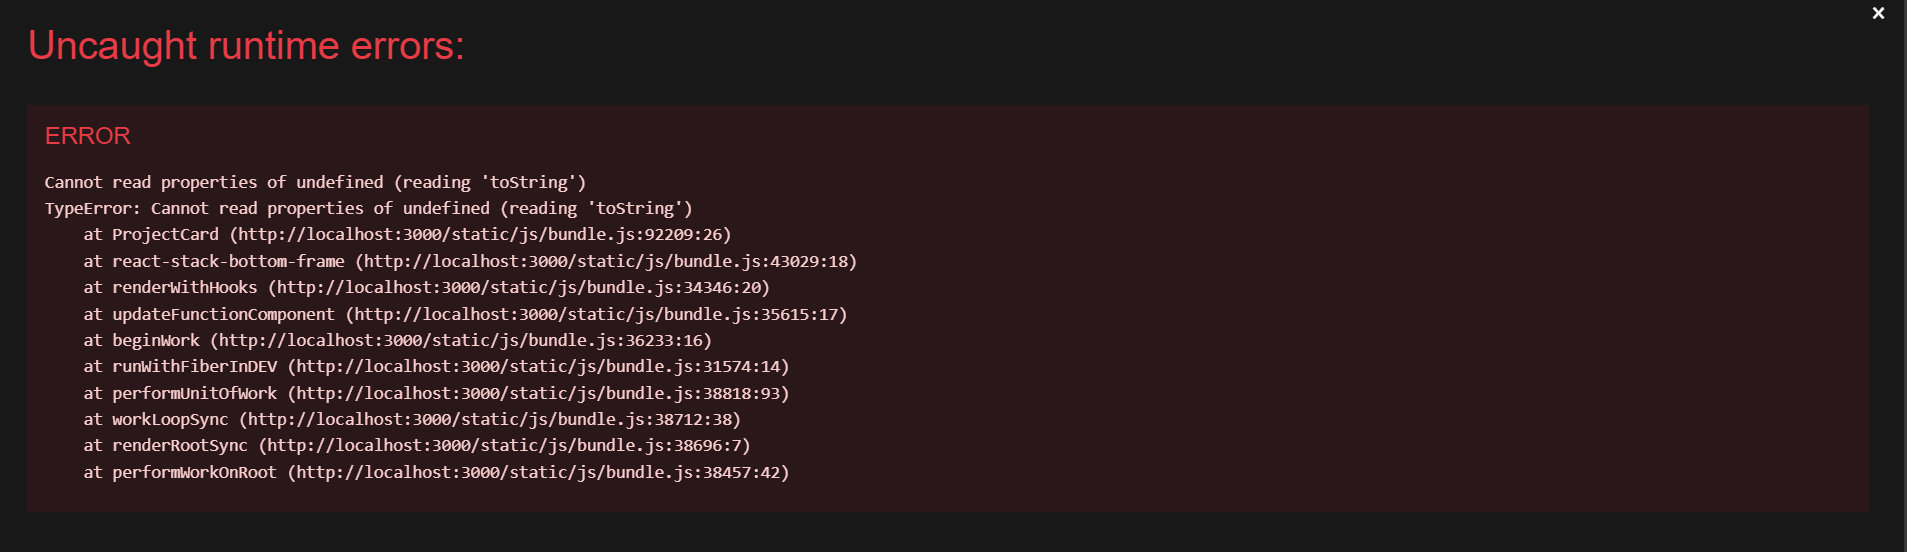 ×
Uncaught runtime errors:
ERROR
Cannot read properties of undefined (reading 'toString')
TypeError: Cannot read properties of undefined (reading 'toString')
    at ProjectCard (http://localhost:3000/static/js/bundle.js:92209:26)
    at react-stack-bottom-frame (http://localhost:3000/static/js/bundle.js:43029:18)
    at renderWithHooks (http://localhost:3000/static/js/bundle.js:34346:20)
    at updateFunctionComponent (http://localhost:3000/static/js/bundle.js:35615:17)
    at beginWork (http://localhost:3000/static/js/bundle.js:36233:16)
    at runWithFiberInDEV (http://localhost:3000/static/js/bundle.js:31574:14)
    at performUnitOfWork (http://localhost:3000/static/js/bundle.js:38818:93)
    at workLoopSync (http://localhost:3000/static/js/bundle.js:38712:38)
    at renderRootSync (http://localhost:3000/static/js/bundle.js:38696:7)
    at performWorkOnRoot (http://localhost:3000/static/js/bundle.js:38457:42)